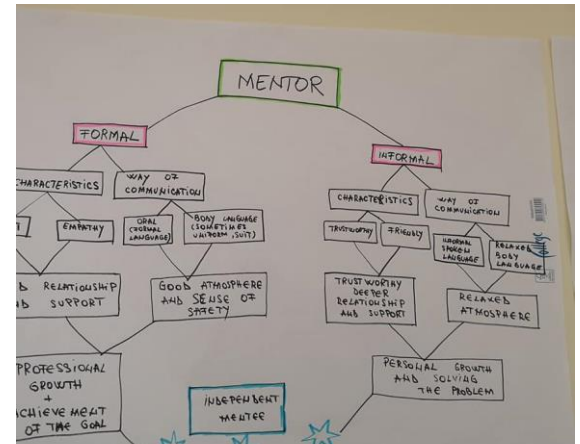 MENTOR
FORMAL
INFORMAL
CHARACTERISTICS
WAY OF
COMMUNICATION
CHARACTERISTICS
WAY OF
COMMUNICATION
EMPATHY
ORAL
(FORMAL
LANGUAGE)
BODY LANGUAGE
(SOMETIMES
UNIFORM, SUIT)
TRUSTWORTHY
FRIENDLY
INFORMAL
SPOKEN
LANGUAGE
RELAXED
BODY
LANGUAGE
RELATIONSHIP
SUPPORT
GOOD ATMOSPHERE
AND SENSE OF
SAFETY
TRUSTWORTHY
DEEPER
RELATIONSHIP
AND SUPPORT
RELAXED
ATMOSPHERE
PROFESSIONAL
GROWTH
+
ACHIEVEMENT
OF THE GOAL
INDEPENDENT
MENTEE
PERSONAL GROWTH
AND SOLVING
THE PROBLEM